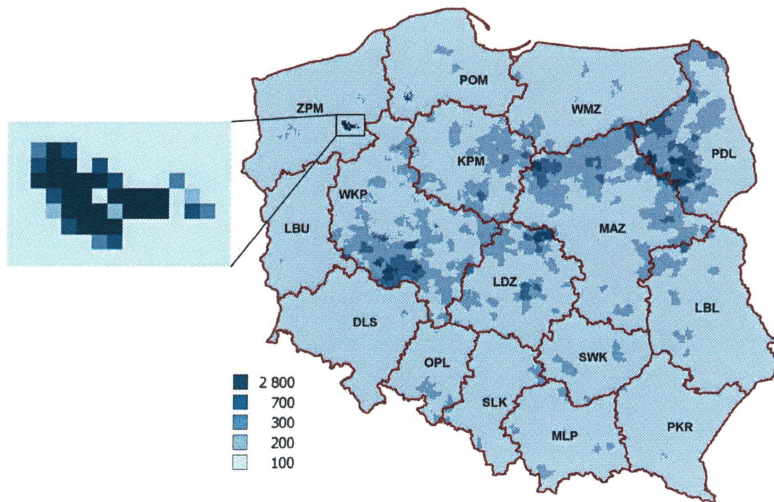 POM
ZPM
WMZ
KPM
PDL
WKP
LBU
MAZ
LDZ
LBL
DLS
OPL
SWK
SLK
MLP
PKR
2 800
700
300
200
100